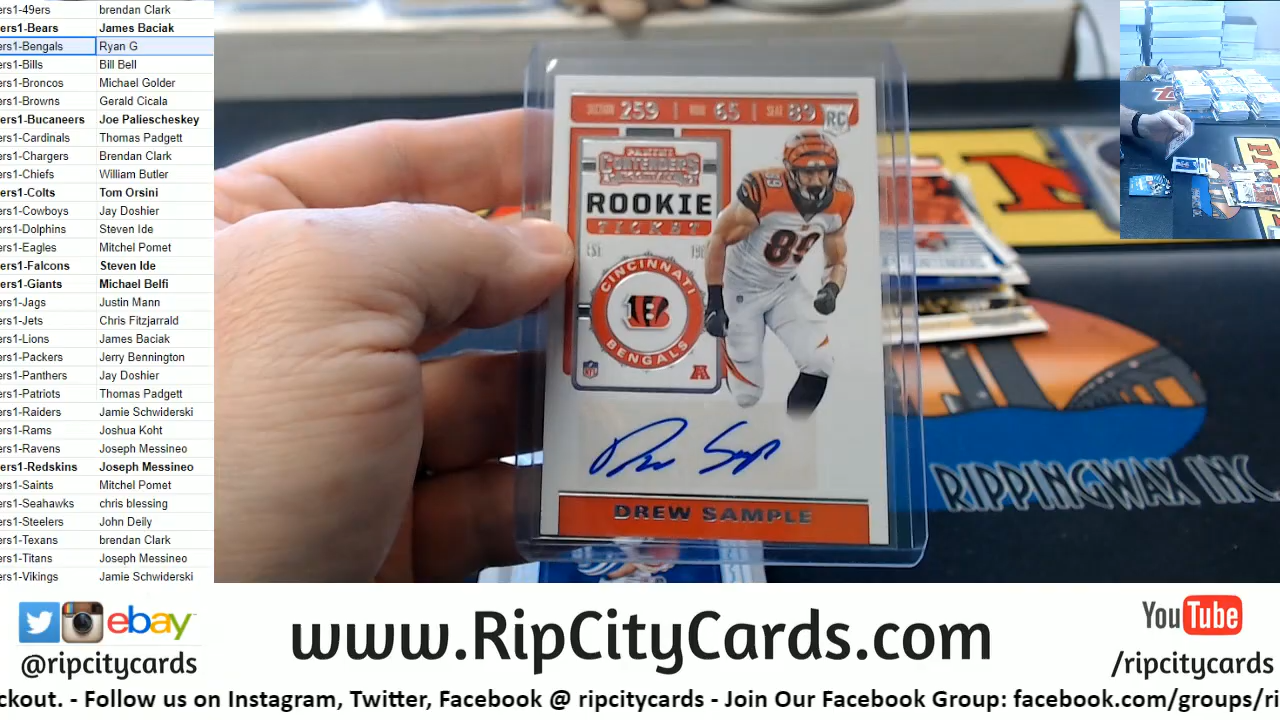 ers1-49ers brendan Clark
ers1-Bears James Baciak
ers1-Bengals Ryan G
ers1-Bills Bill Bell
ers1-Broncos Michael Golder
ers1-Browns Gerald Cicala
ers1-Bucaneers Joe Paliescheskey
ers1-Cardinals Thomas Padgett
ers1-Chargers Brendan Clark
ers1-Chiefs William Butler
ers1-Colts Tom Orsini
ers1-Cowboys Jay Doshier
ers1-Dolphins Steven Ide
ers1-Eagles Mitchel Pomet
ers1-Falcons Steven Ide
ers1-Giants Michael Belfi
ers1-Jags Justin Mann
ers1-Jets Chris Fitzjarrald
ers1-Lions James Baciak
ers1-Packers Jerry Bennington
ers1-Panthers Jay Doshier
ers1-Patriots Thomas Padgett
ers1-Raiders Jamie Schwiderski
ers1-Rams Joshua Koht
ers1-Ravens Joseph Messineo
ers1-Redskins Joseph Messineo
ers1-Saints Mitchel Pomet
ers1-Seahawks chris blessing
ers1-Steelers John Deily
ers1-Texans brendan Clark
ers1-Titans Joseph Messineo
ers1-Vikings Jamie Schwiderski
SECTION 259 | ROW 65 | SEAT 89 RC
PANINI
CONTENDERS
ROOKIE
TICKET
EST.
CINCINNATI
B
BENGALS
NFL
89
Drew Sample
DREW SAMPLE
RIPPINGWAX INC
ebay
@ripcitycards
www.RipCityCards.com
YouTube
/ripcitycards
ckout. - Follow us on Instagram, Twitter, Facebook @ ripcitycards - Join Our Facebook Group: facebook.com/groups/ri